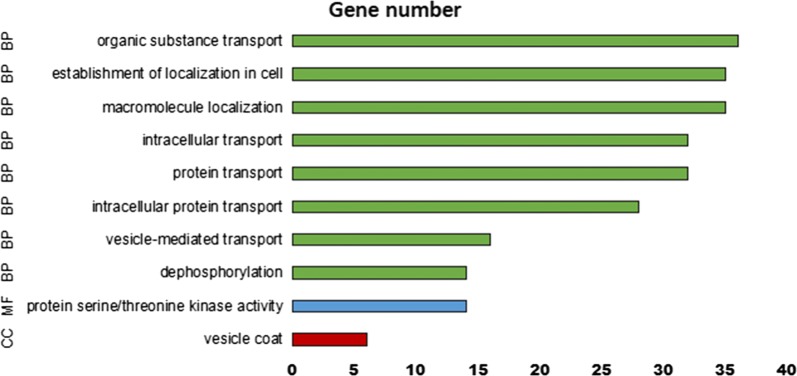 Gene number
BP organic substance transport
BP establishment of localization in cell
BP macromolecule localization
BP intracellular transport
BP protein transport
BP intracellular protein transport
BP vesicle-mediated transport
BP dephosphorylation
MF protein serine/threonine kinase activity
CC vesicle coat
0 5 10 15 20 25 30 35 40